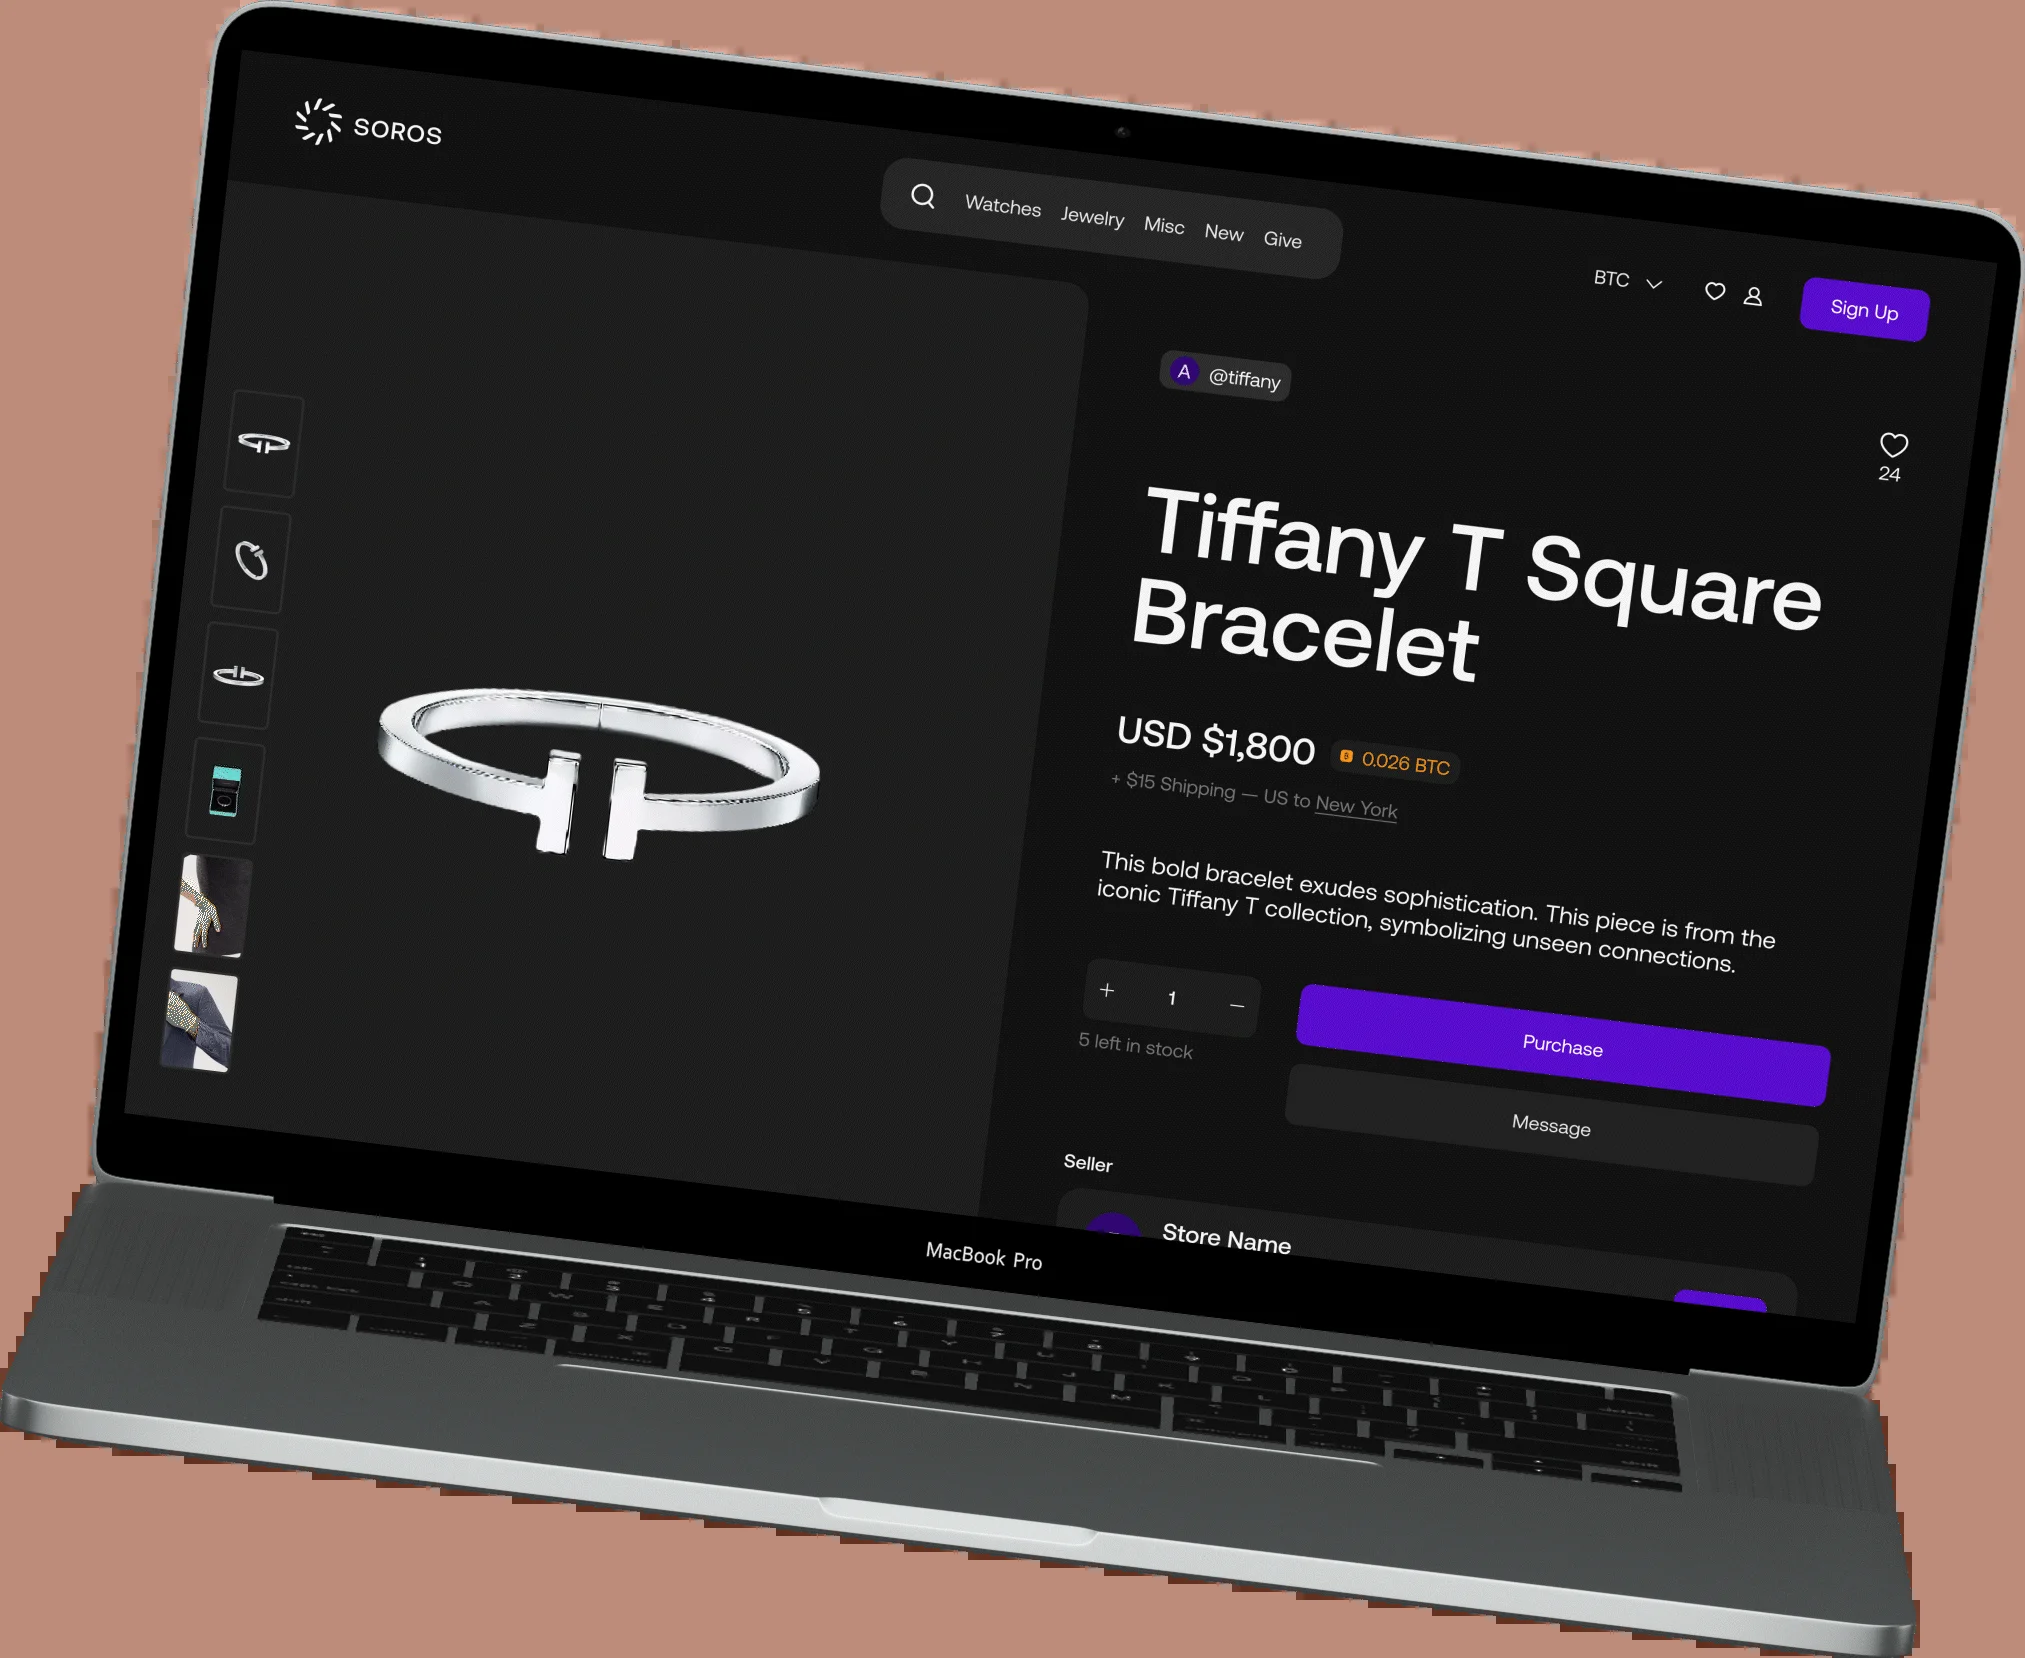 SOROS
Watches Jewelry Misc New Give
BTC
Sign Up
A @tiffany
24
Tiffany T Square
Bracelet
USD $1,800
0.026 BTC
+ $15 Shipping — US to New York
This bold bracelet exudes sophistication. This piece is from the
iconic Tiffany T collection, symbolizing unseen connections.
+ 1 −
5 left in stock
Purchase
Message
Seller
Store Name
MacBook Pro